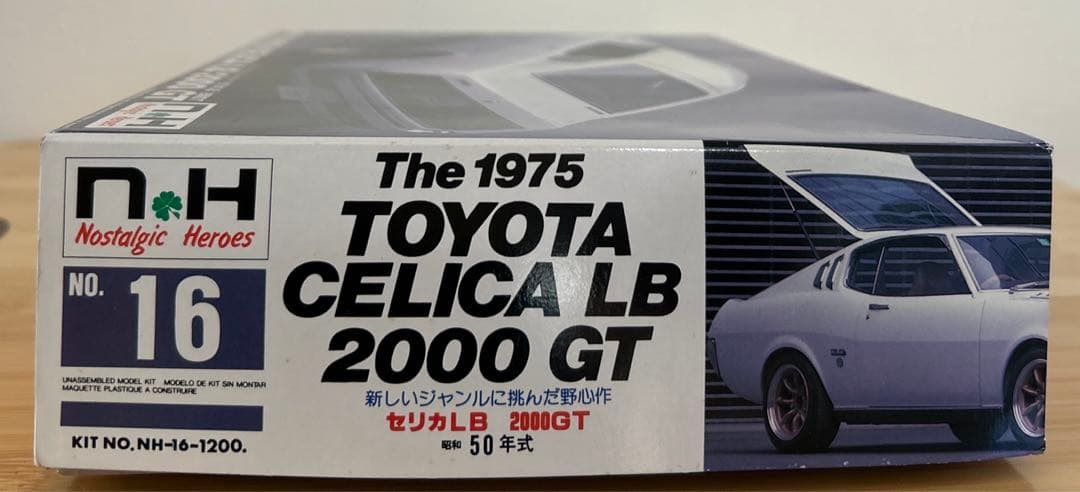 n H
Nostalgic Heroes
NO. 16
UNASSEMBLED MODEL KIT MODELO DE KIT SIN MONTAR
MAQUETTE PLASTIQUE A CONSTRUIRE
KIT NO. NH-16-1200.
The 1975
TOYOTA
CELICA LB
2000 GT
新しいジャンルに挑んだ野心作
セリカLB 2000GT
昭和 50年式